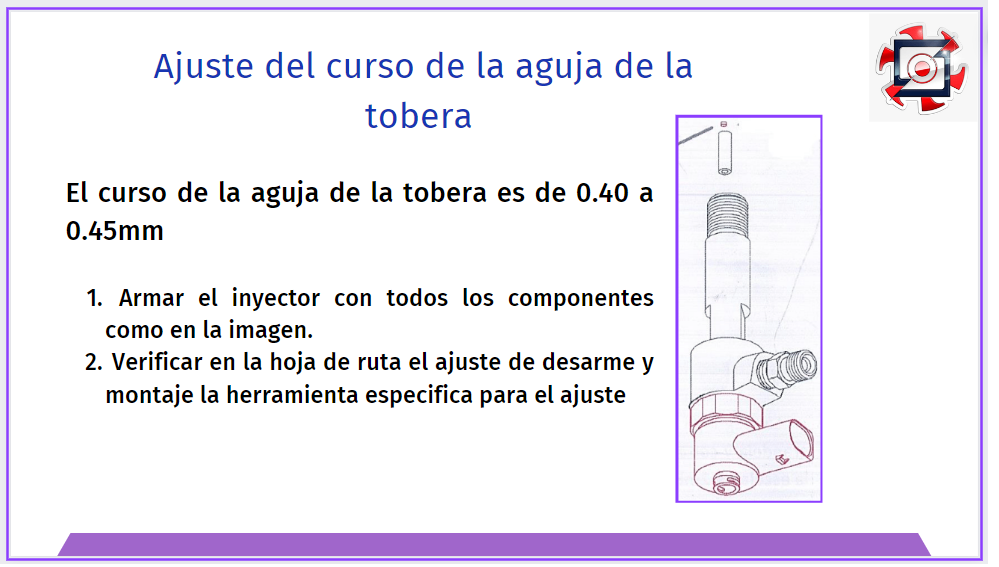 Ajuste del curso de la aguja de la
tobera
El curso de la aguja de la tobera es de 0.40 a
0.45mm
1. Armar el inyector con todos los componentes
como en la imagen.
2. Verificar en la hoja de ruta el ajuste de desarme y
montaje la herramienta especifica para el ajuste